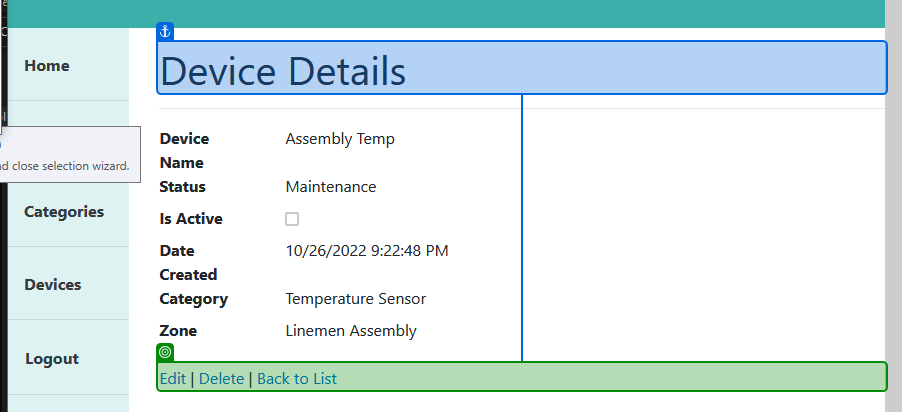 Home
Device Details
Device Name
Assembly Temp
nd close selection wizard.
Status
Maintenance
Categories
Is Active
Date Created
10/26/2022 9:22:48 PM
Devices
Category
Temperature Sensor
Zone
Linemen Assembly
Logout
Edit | Delete | Back to List